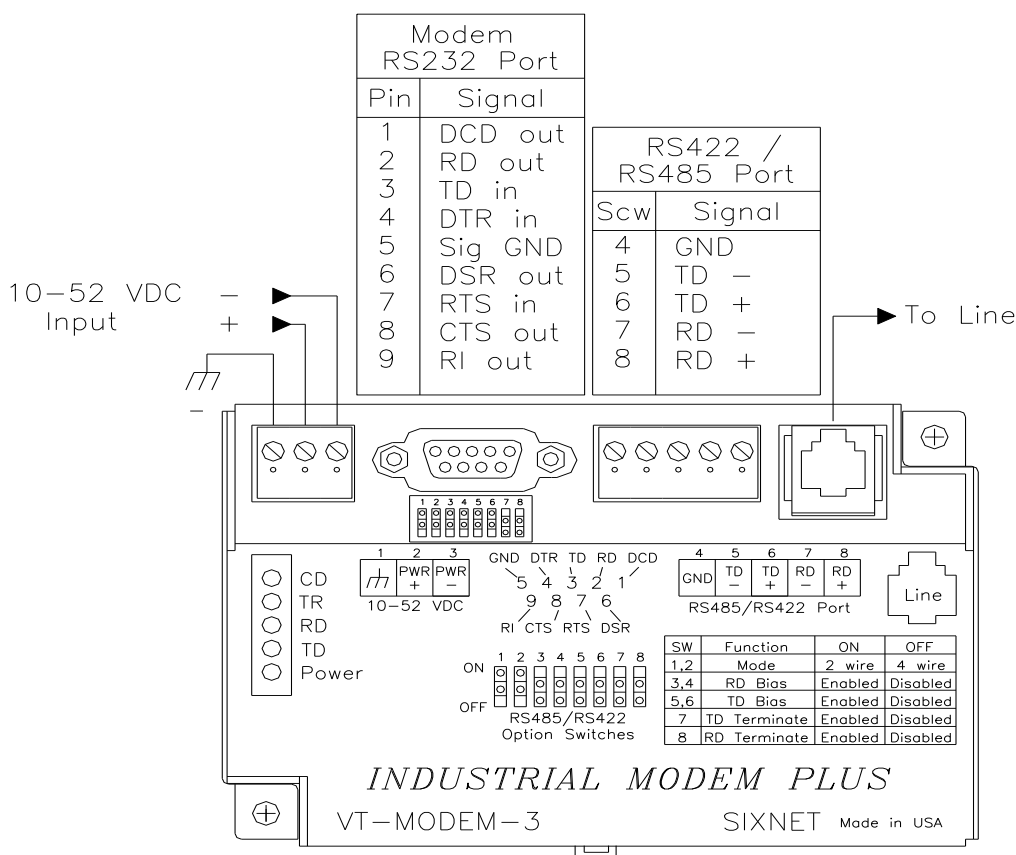 Modem
RS232 Port
Pin Signal
1 DCD out
2 RD out
3 TD in
4 DTR in
5 Sig GND
6 DSR out
7 RTS in
8 CTS out
9 RI out
RS422 /
RS485 Port
Scw Signal
4 GND
5 TD -
6 TD +
7 RD -
8 RD +
10-52 VDC -
Input +
-
To Line
1 2 3 4 5 6 7 8
CD
TR
RD
TD
Power
1 2 3
PWR + PWR -
10-52 VDC
GND DTR TD RD DCD
5 4 3 2 1
9 8 7 6
RI CTS RTS DSR
4 5 6 7 8
GND TD - TD + RD - RD +
RS485/RS422 Port
Line
1 2 3 4 5 6 7 8
ON
OFF
RS485/RS422
Option Switches
SW Function ON OFF
1,2 Mode 2 wire 4 wire
3,4 RD Bias Enabled Disabled
5,6 TD Bias Enabled Disabled
7 TD Terminate Enabled Disabled
8 RD Terminate Enabled Disabled
INDUSTRIAL MODEM PLUS
VT-MODEM-3
SIXNET Made in USA